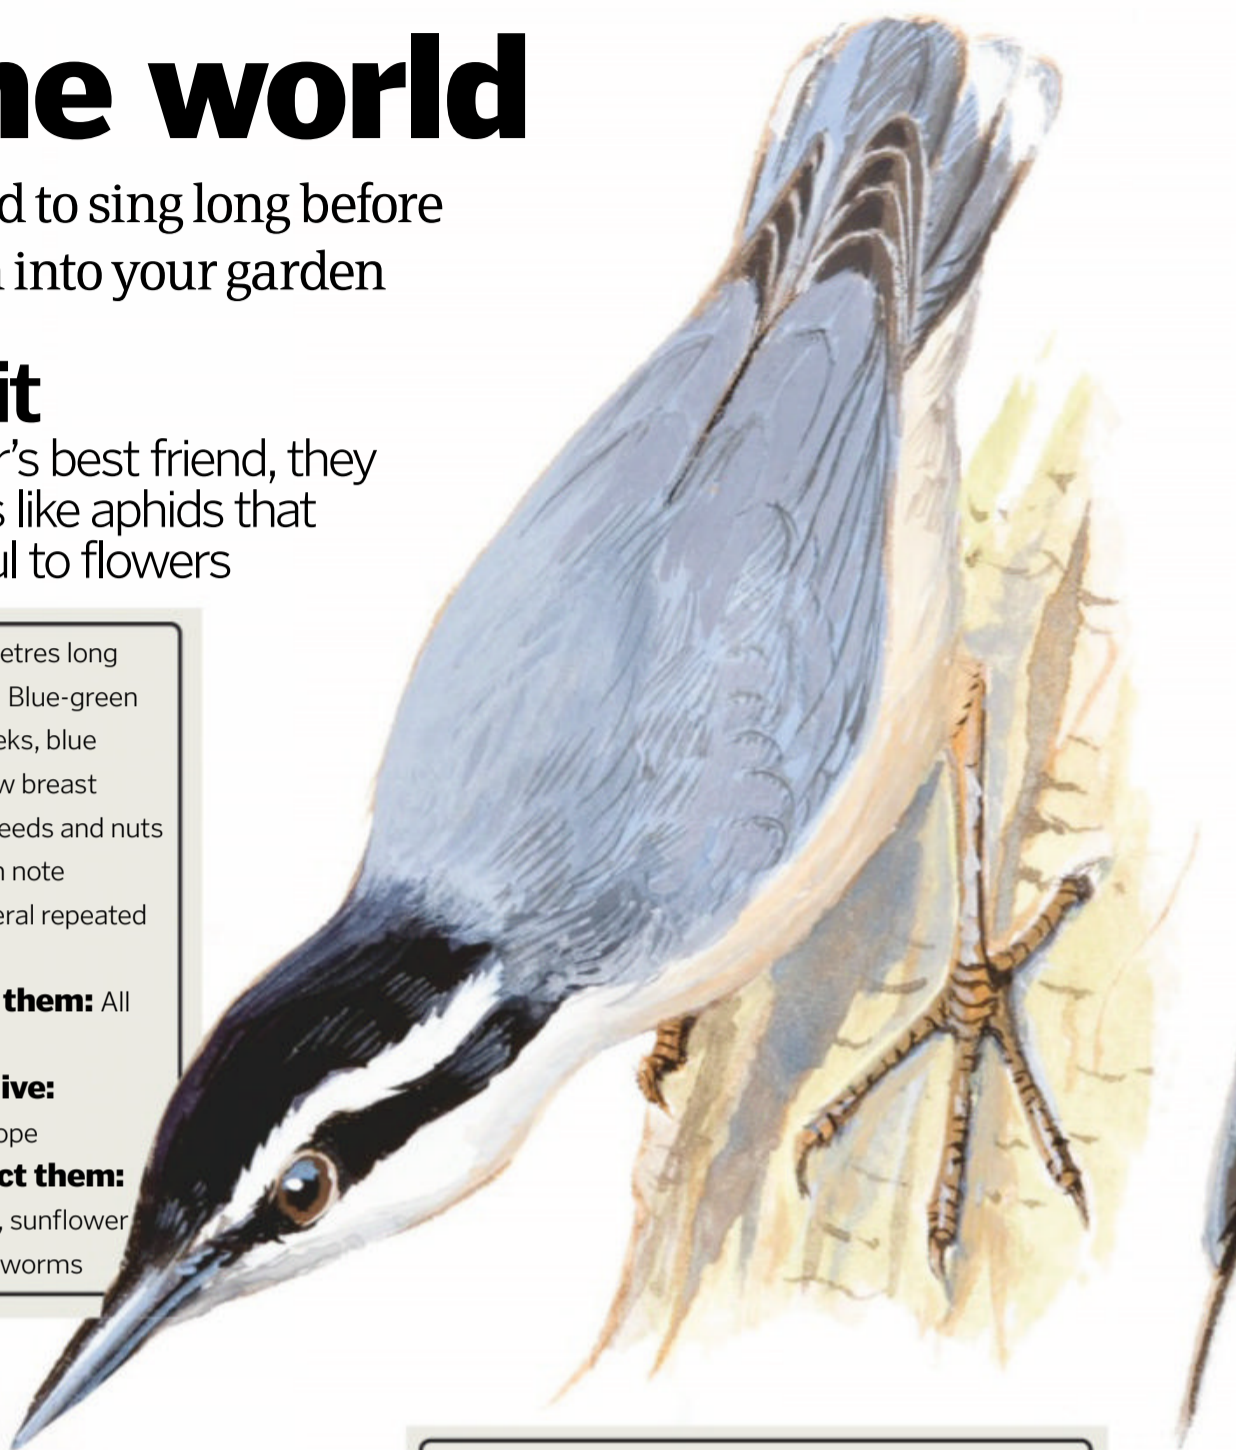 ne world
d to sing long before
into your garden
it
r's best friend, they
s like aphids that
ul to flowers
etres long
Blue-green
eks, blue
w breast
eeds and nuts
n note
eral repeated
them: All
ive:
ope
ct them:
, sunflower
worms